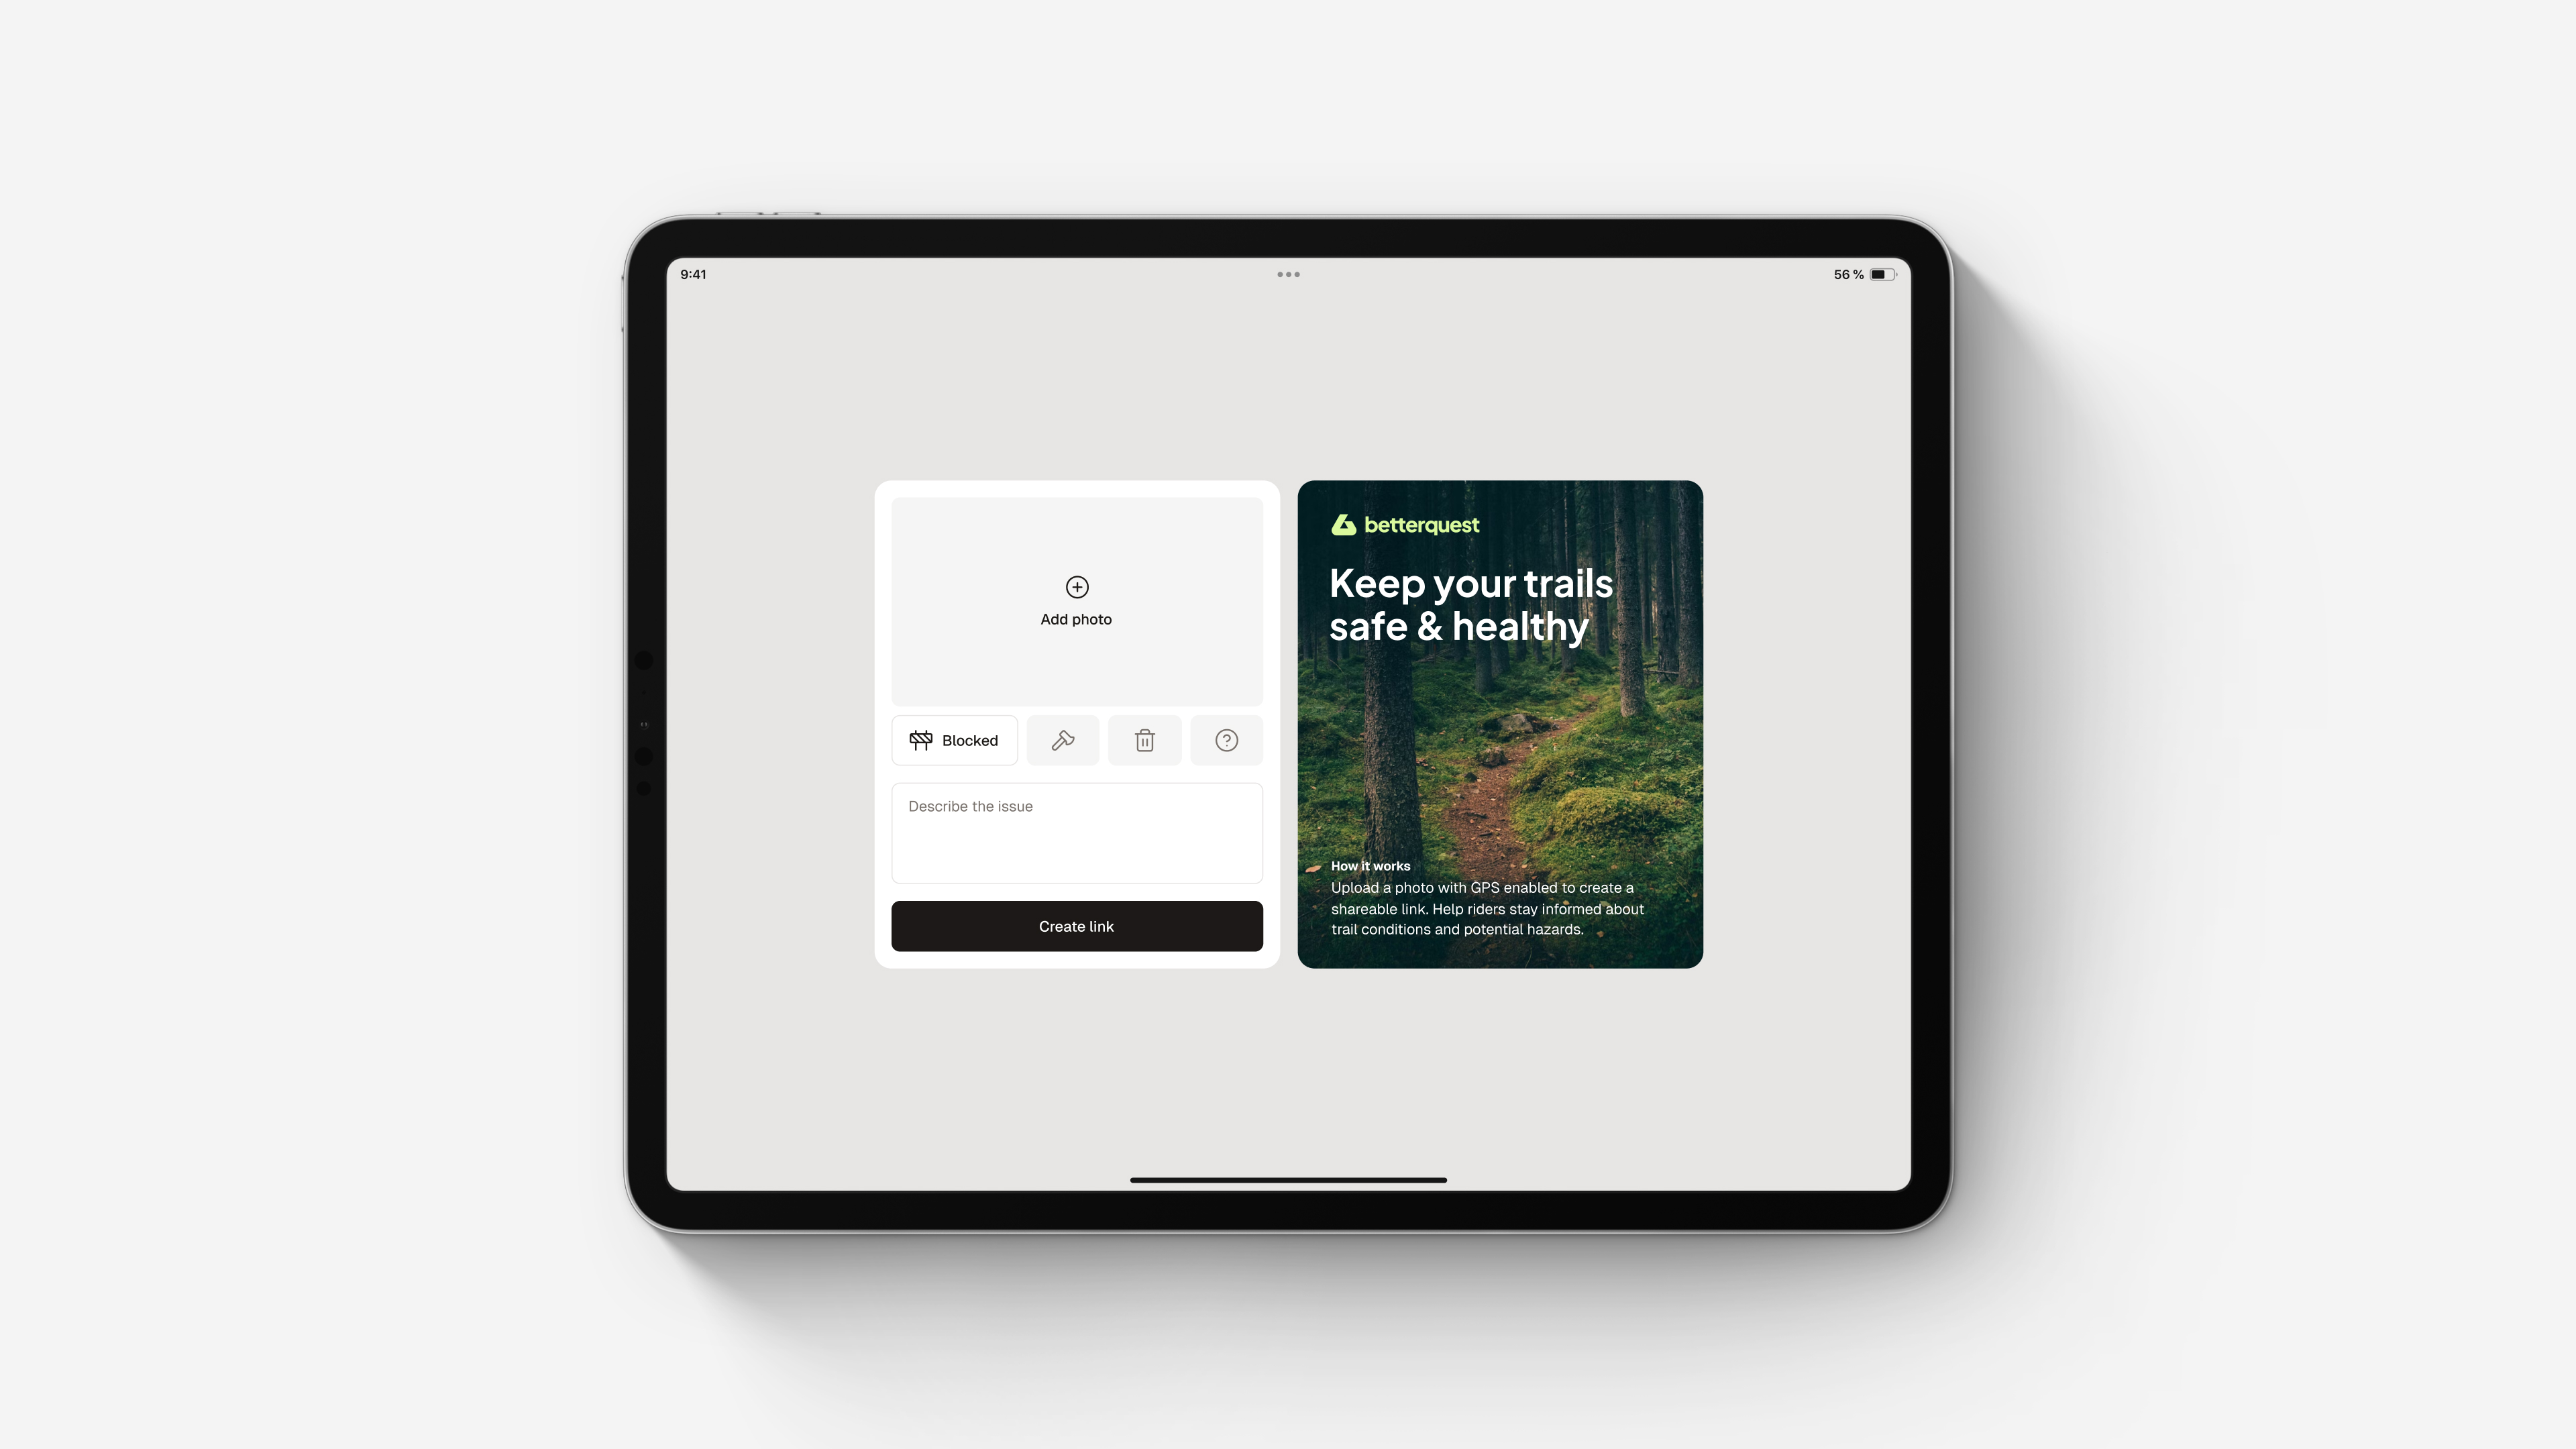 9:41
56 %
Add photo
Blocked
Describe the issue
Create link
betterquest
Keep your trails
safe & healthy
How it works
Upload a photo with GPS enabled to create a
shareable link. Help riders stay informed about
trail conditions and potential hazards.